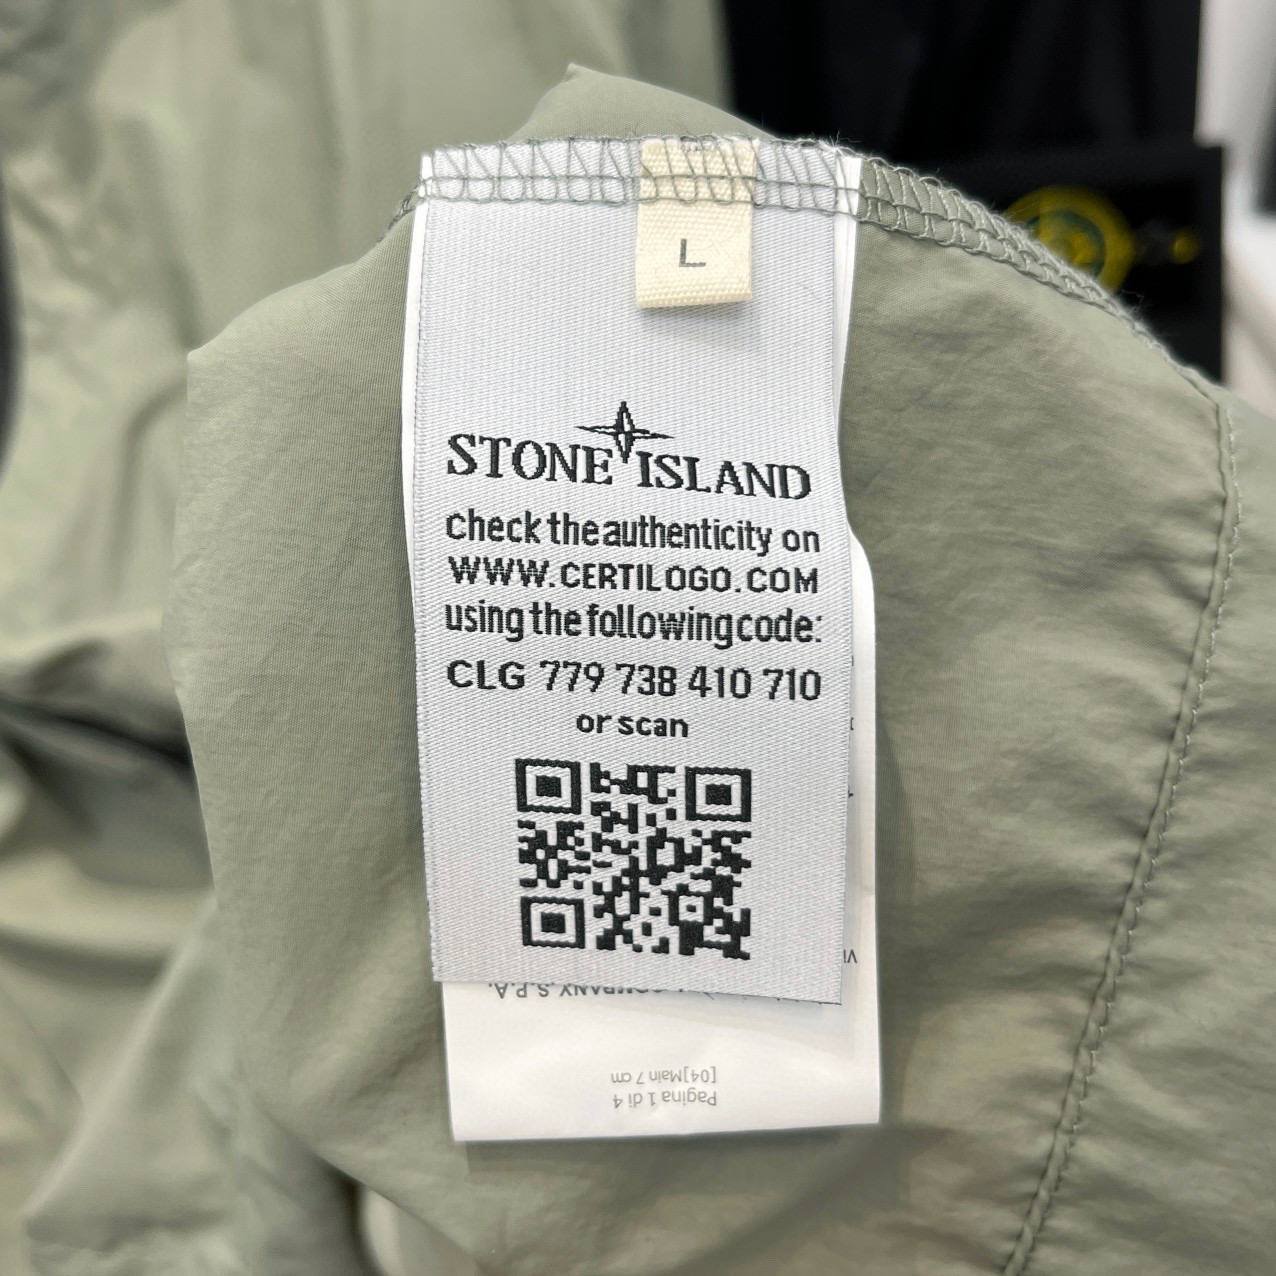 L
STONE ISLAND
check the authenticity on
WWW.CERTILOGO.COM
using the following code:
CLG 779 738 410 710
or scan
S.P.A.
[04]Main 7 cm
Pagina 1 di 4